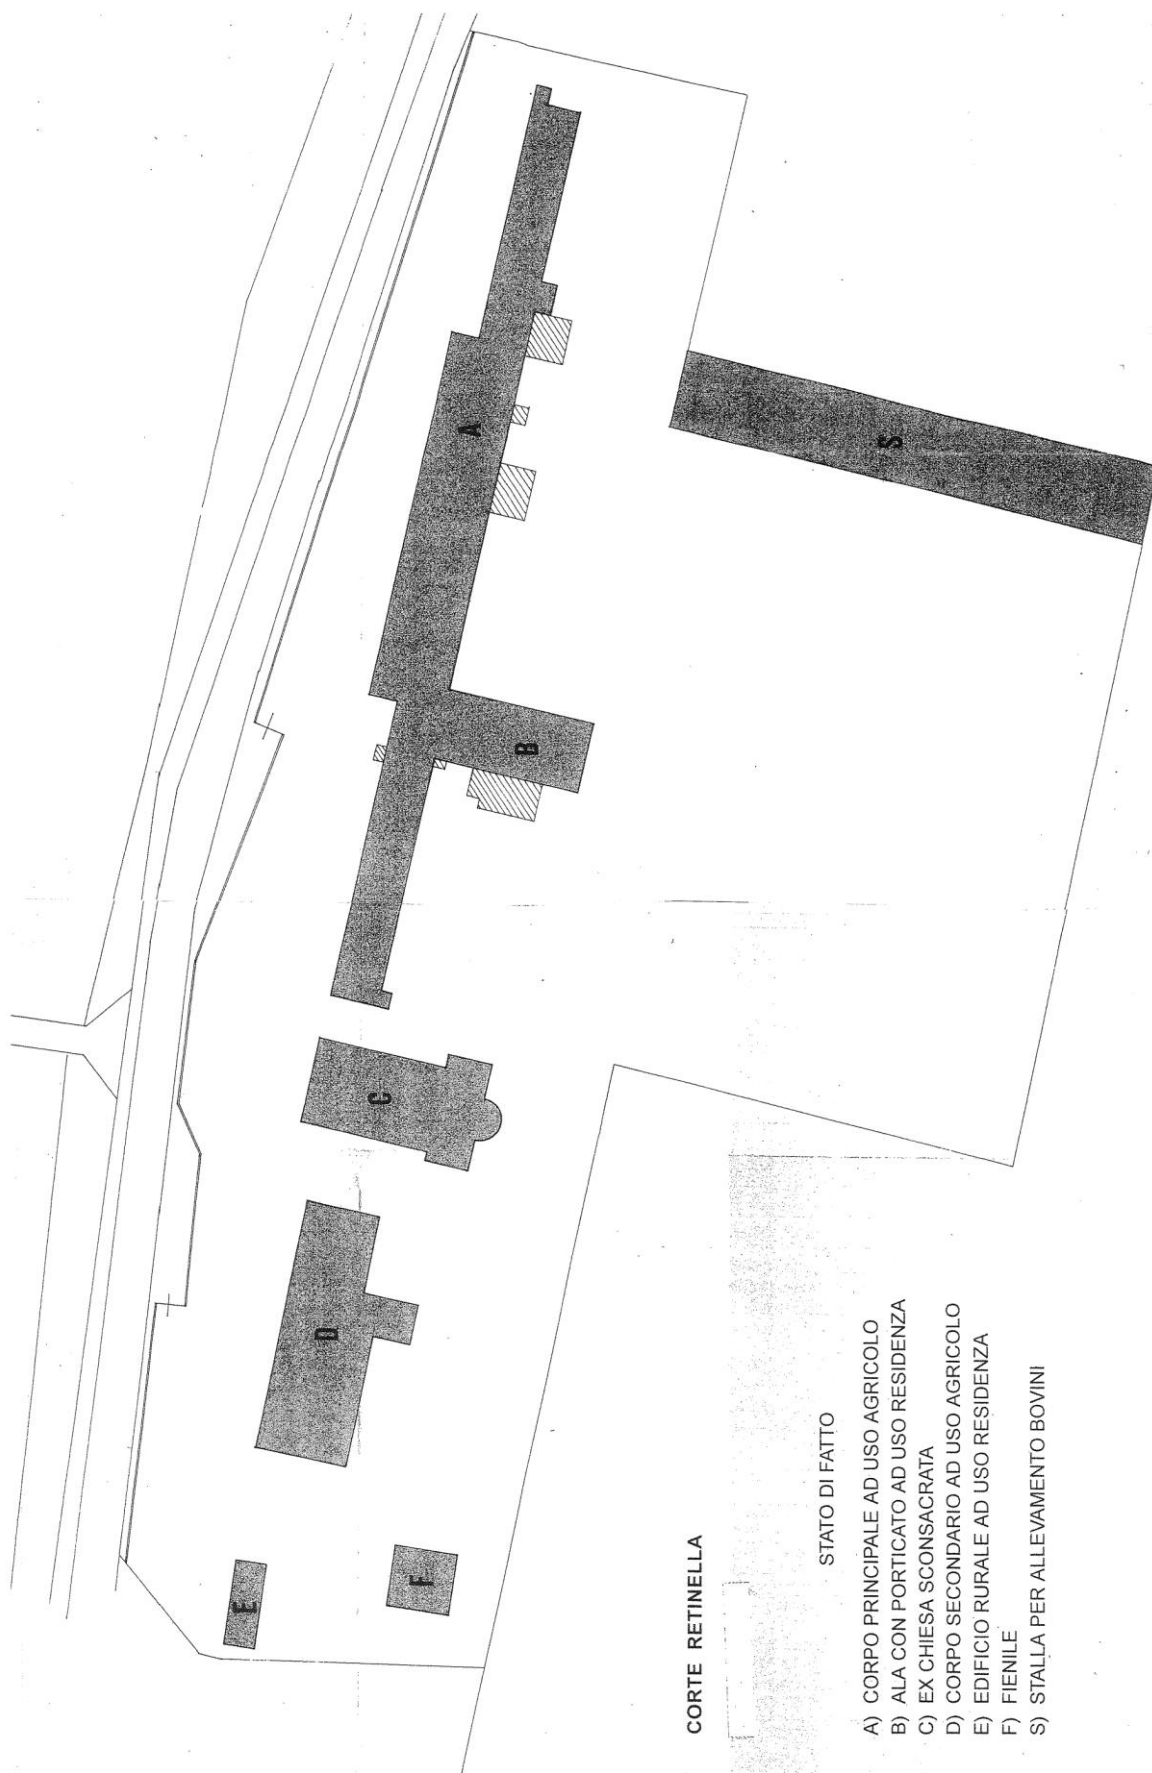 CORTE RETINELLA
STATO DI FATTO
A) CORPO PRINCIPALE AD USO AGRICOLO
B) ALA CON PORTICATO AD USO RESIDENZA
C) EX CHIESA SCONSACRATA
D) CORPO SECONDARIO AD USO AGRICOLO
E) EDIFICIO RURALE AD USO RESIDENZA
F) FIENILE
S) STALLA PER ALLEVAMENTO BOVINI
E
F
D
C
B
A
S